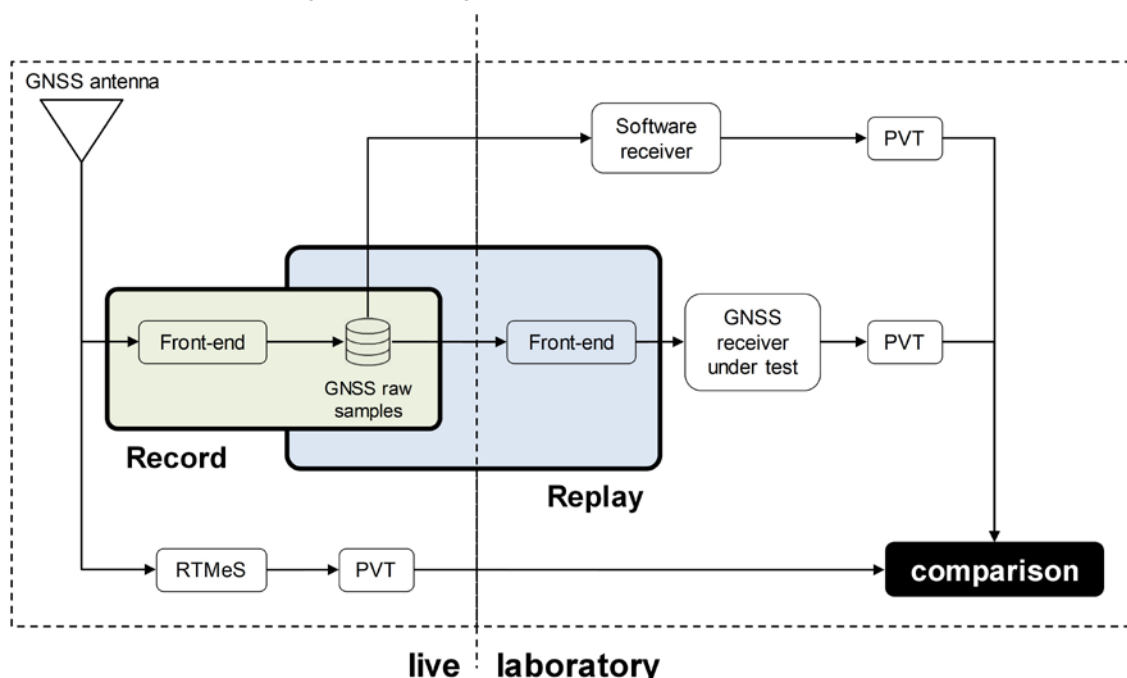 GNSS antenna
Software
receiver
PVT
Front-end
GNSS raw
samples
Front-end
GNSS
receiver
under test
PVT
Record
Replay
RTMeS
PVT
comparison
live
laboratory